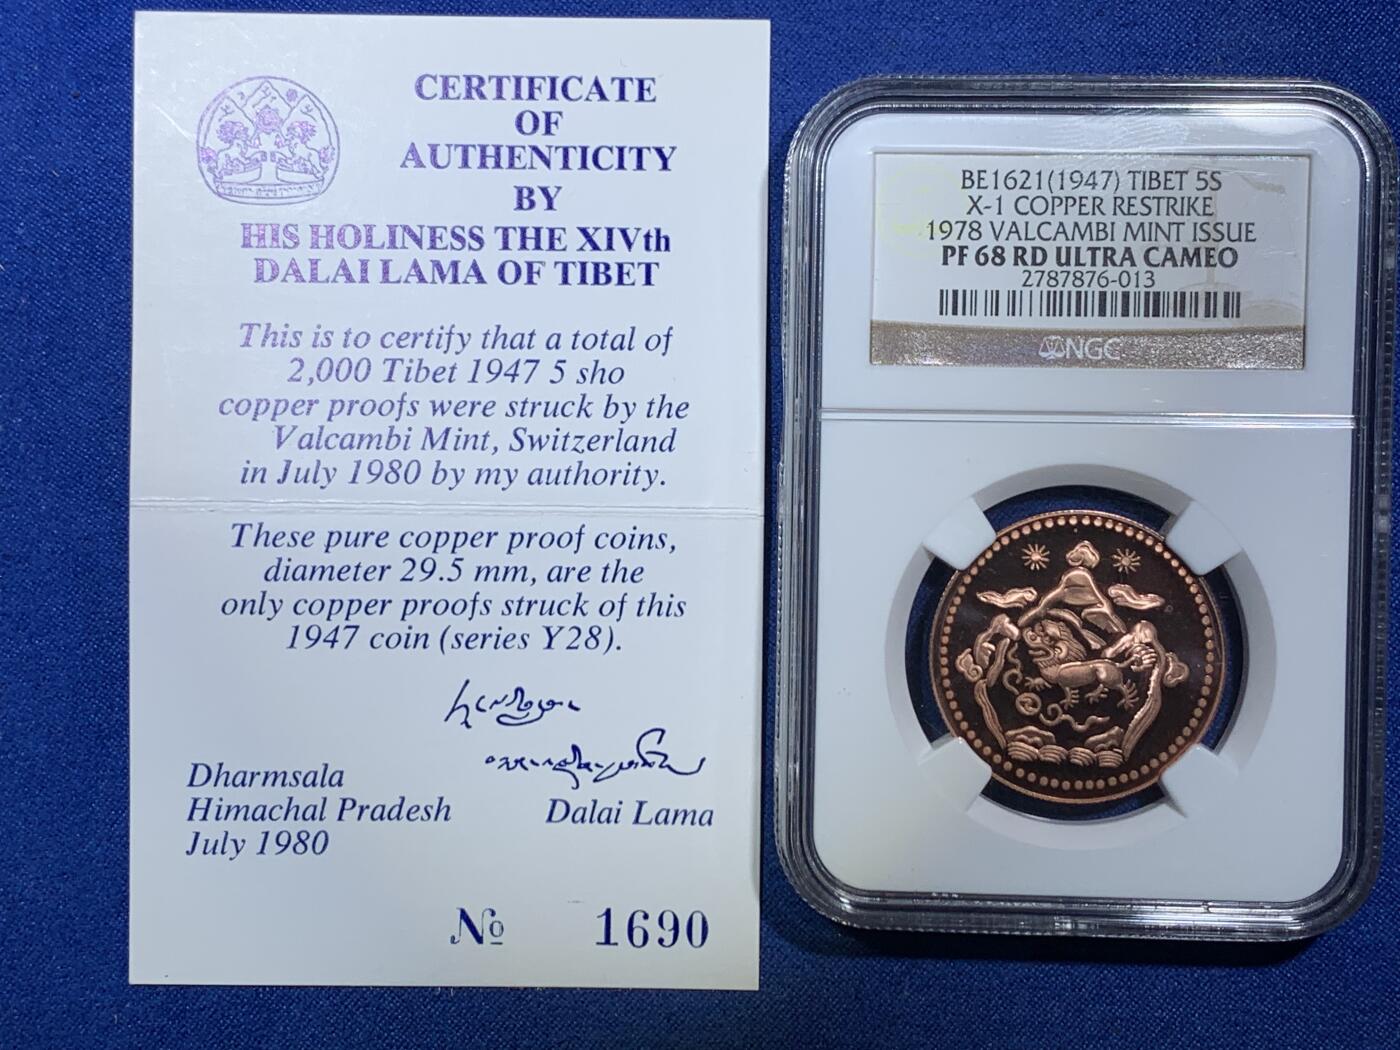 CERTIFICATE
OF
AUTHENTICITY
BY
HIS HOLINESS THE XIVth
DALAI LAMA OF TIBET
This is to certify that a total of
2,000 Tibet 1947 5 sho
copper proofs were struck by the
Valcambi Mint, Switzerland
in July 1980 by my authority.
These pure copper proof coins,
diameter 29.5 mm, are the
only copper proofs struck of this
1947 coin (series Y28).
Dharmsala
Himachal Pradesh
July 1980
Dalai Lama
№ 1690
BE1621(1947) TIBET 5S
X-1 COPPER RESTRIKE
1978 VALCAMBI MINT ISSUE
PF 68 RD ULTRA CAMEO
2787876-013
NGC